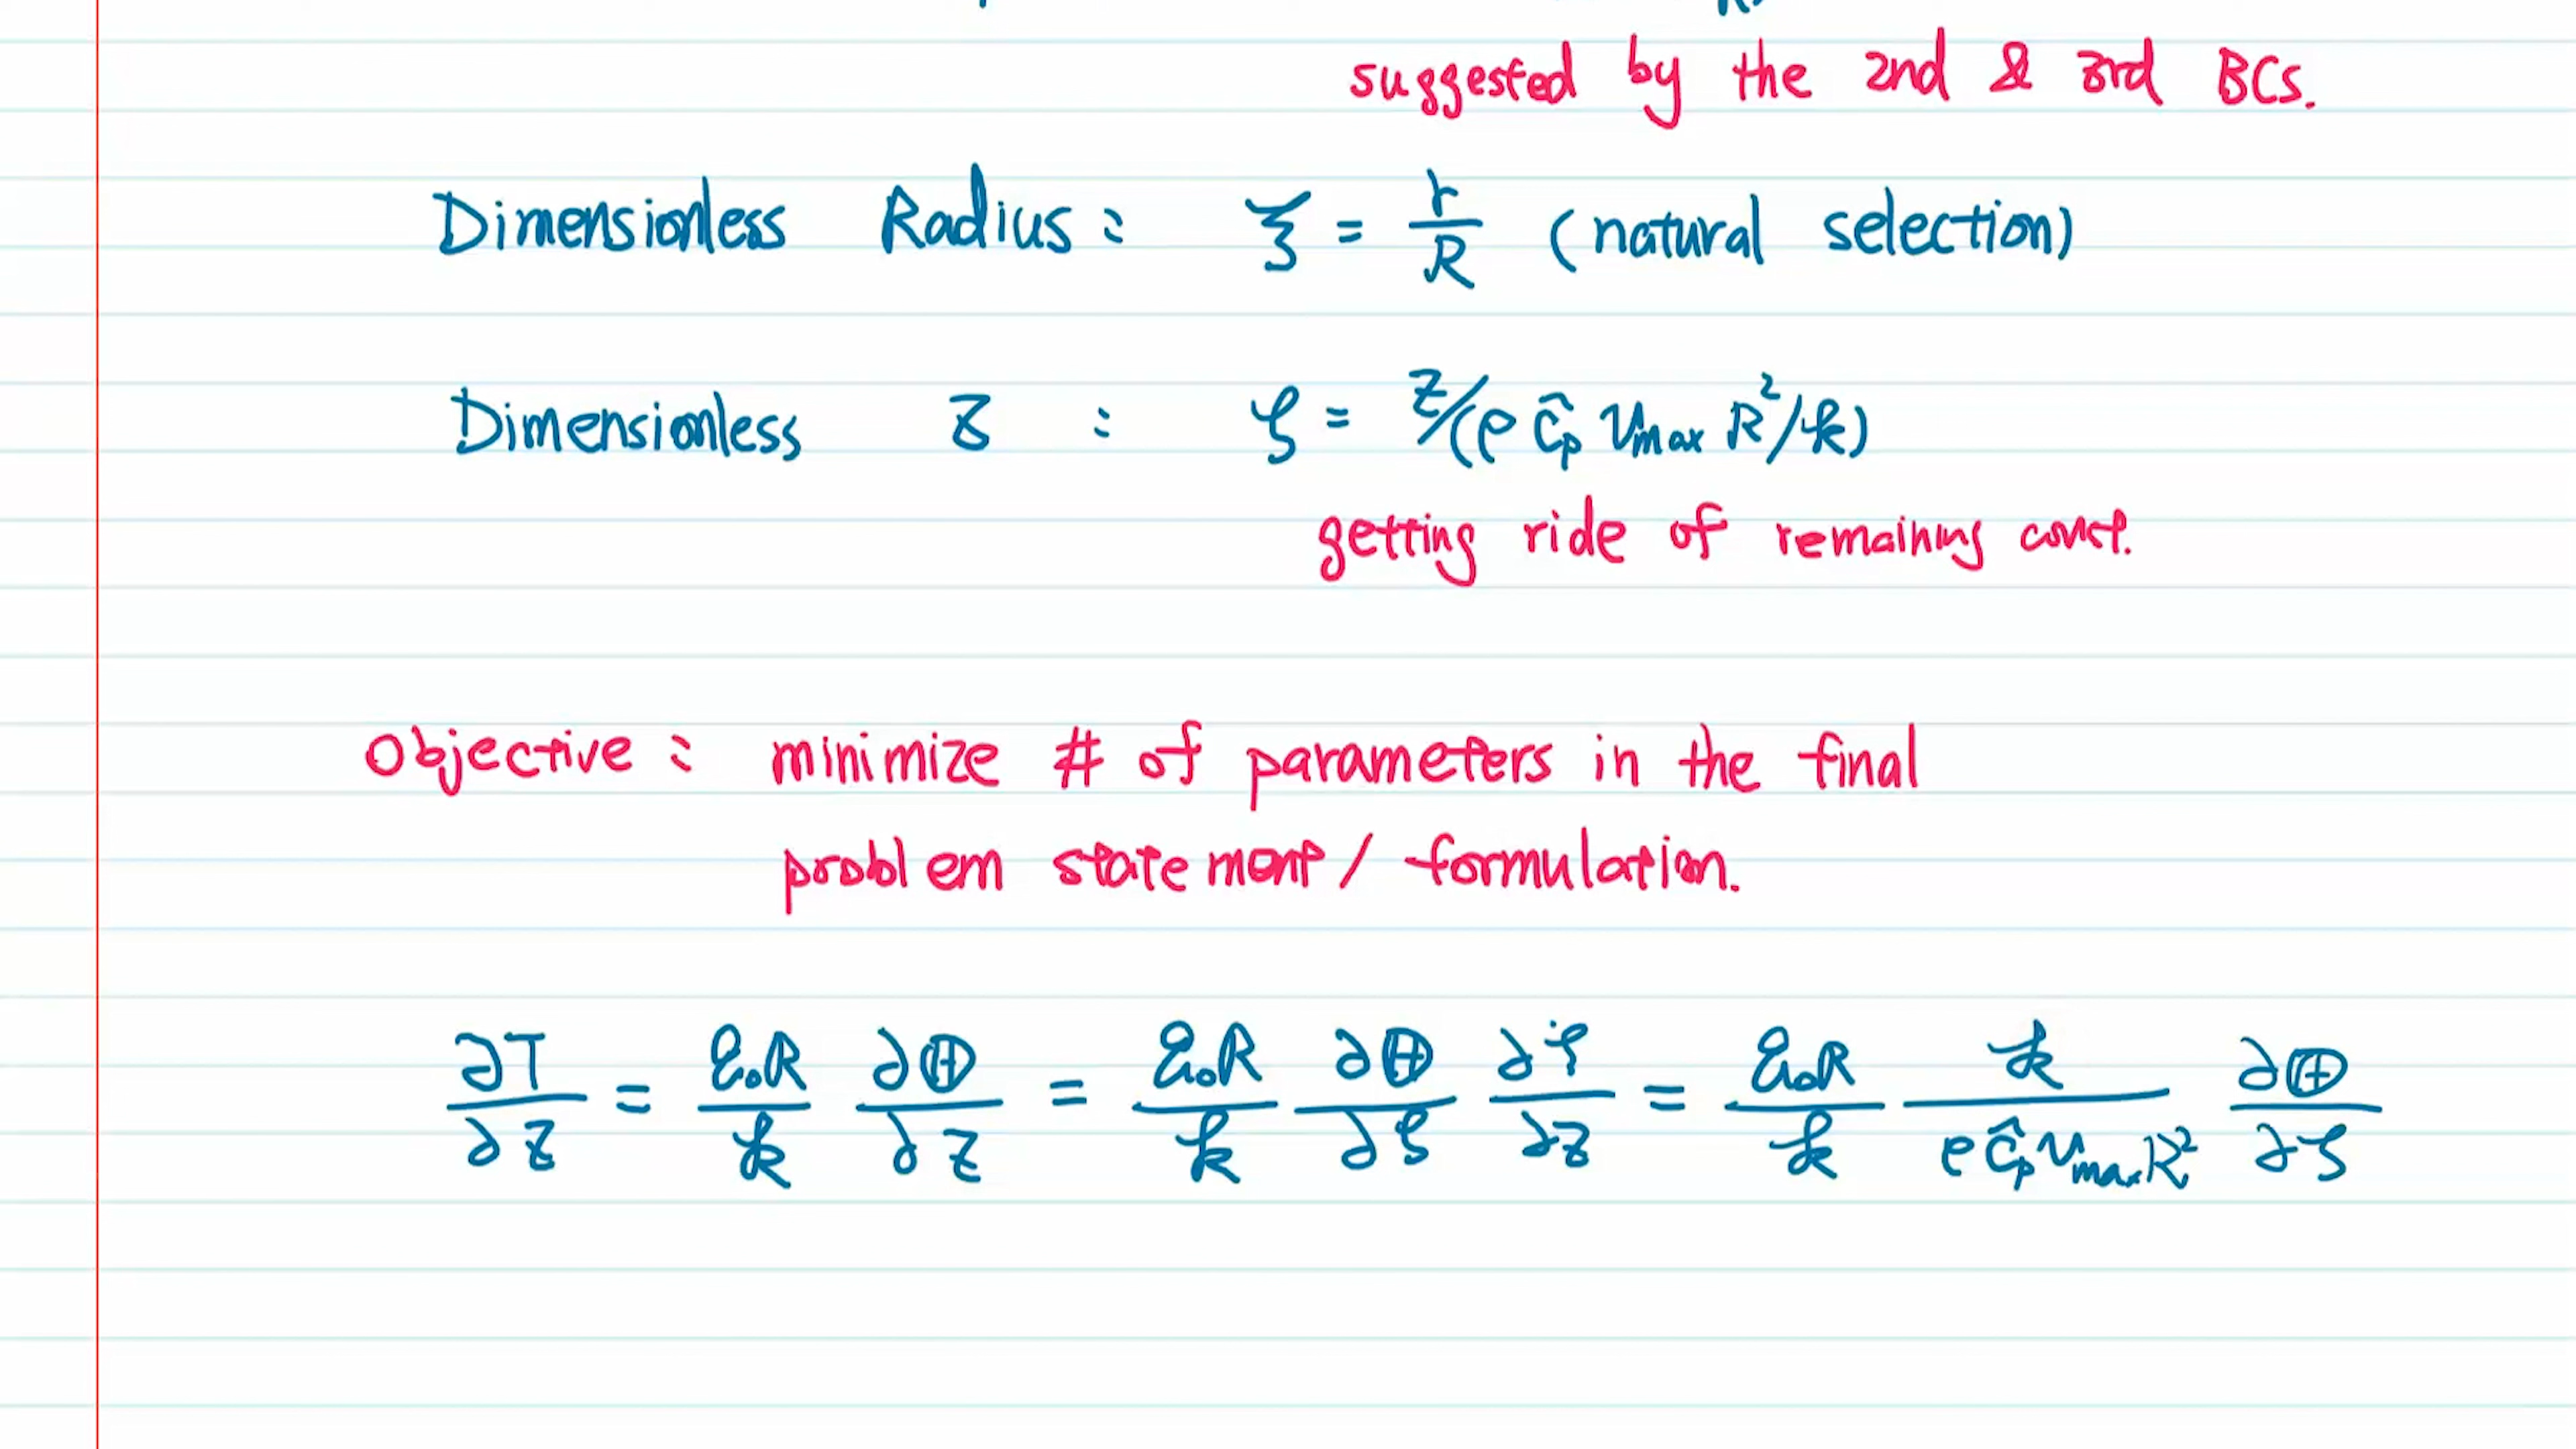 suggested by the 2nd & 3rd BCs.
Dimensionless Radius : ξ = r/R (natural selection)
Dimensionless z : ζ = z/(ρ Ĉp vmax R²/k)
getting ride of remaining const.
Objective : minimize # of parameters in the final
problem statement / formulation.
∂T/∂z = q₀R/k ∂Θ/∂z = q₀R/k ∂Θ/∂ζ ∂ζ/∂z = q₀R/k k/(ρ Ĉp vmax R²) ∂Θ/∂ζ